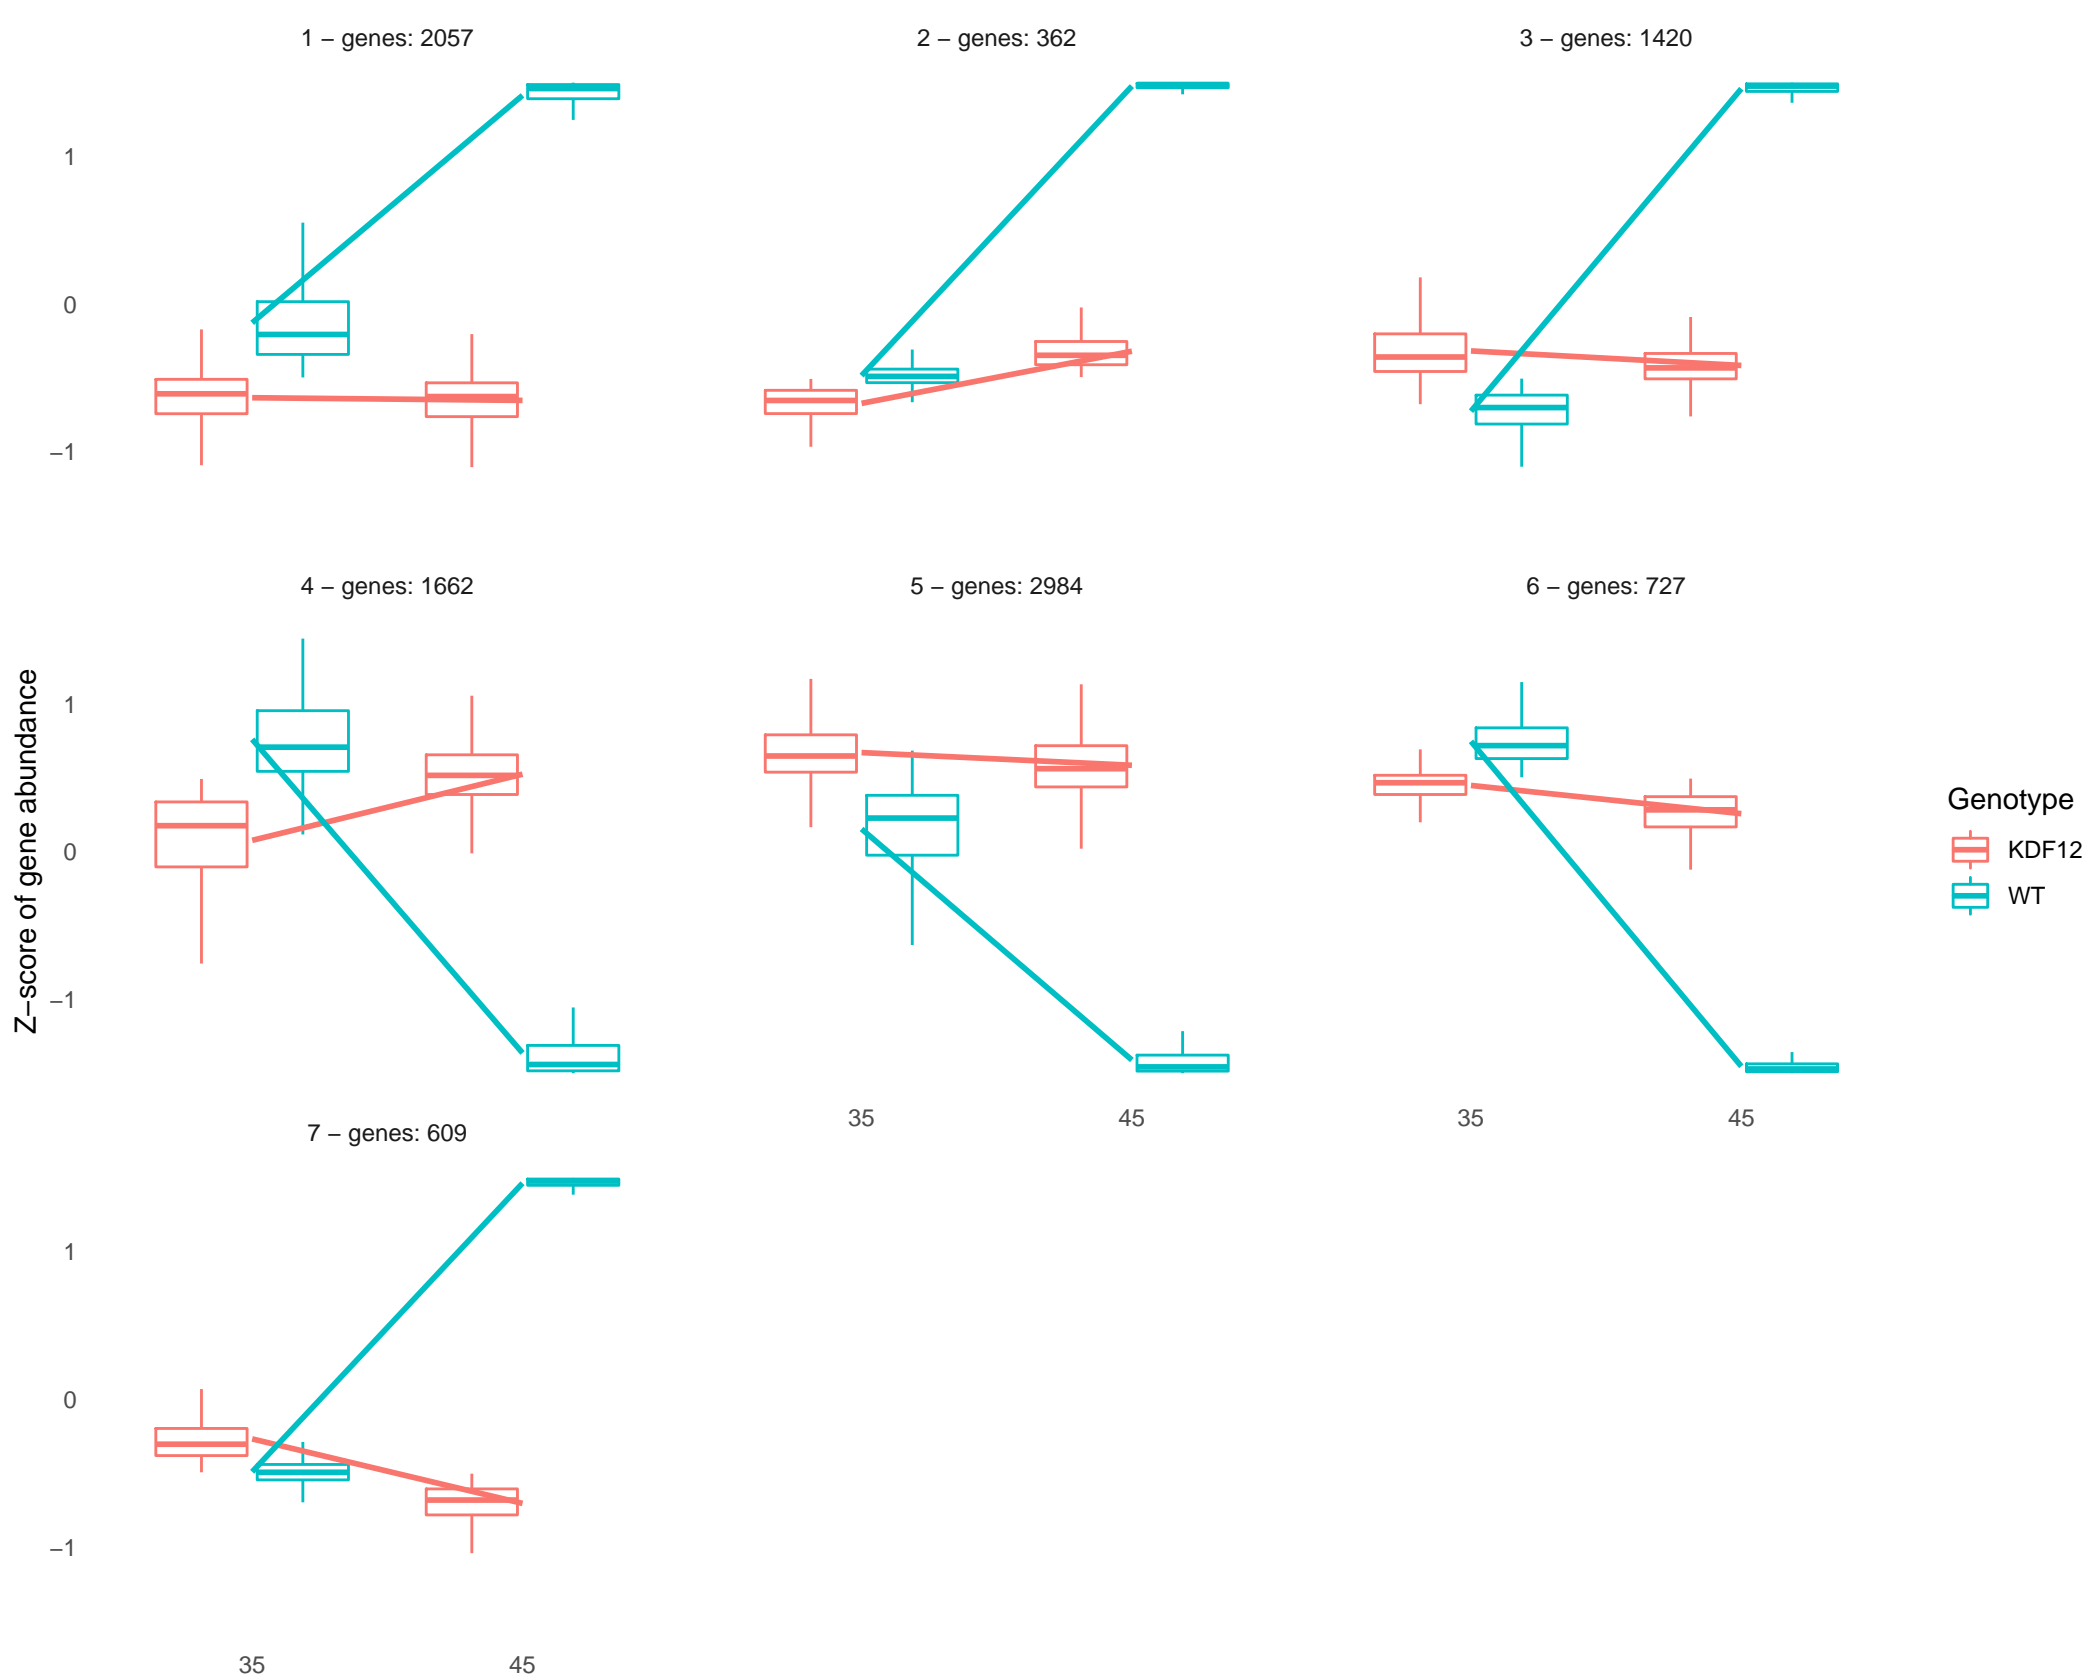 1 – genes: 2057
2 – genes: 362
3 – genes: 1420
1
0
–1
4 – genes: 1662
5 – genes: 2984
6 – genes: 727
Z–score of gene abundance
1
0
–1
Genotype
KDF12
WT
35
45
35
45
7 – genes: 609
1
0
–1
35
45